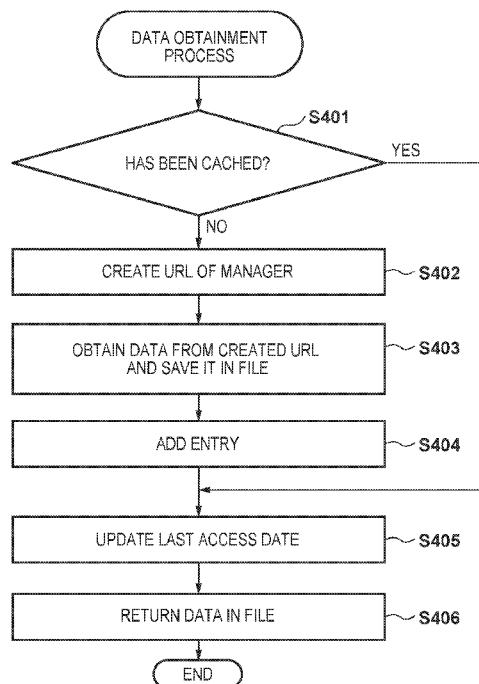 DATA OBTAINMENT
PROCESS
S401
HAS BEEN CACHED?
YES
NO
CREATE URL OF MANAGER
S402
OBTAIN DATA FROM CREATED URL
AND SAVE IT IN FILE
S403
ADD ENTRY
S404
UPDATE LAST ACCESS DATE
S405
RETURN DATA IN FILE
S406
END